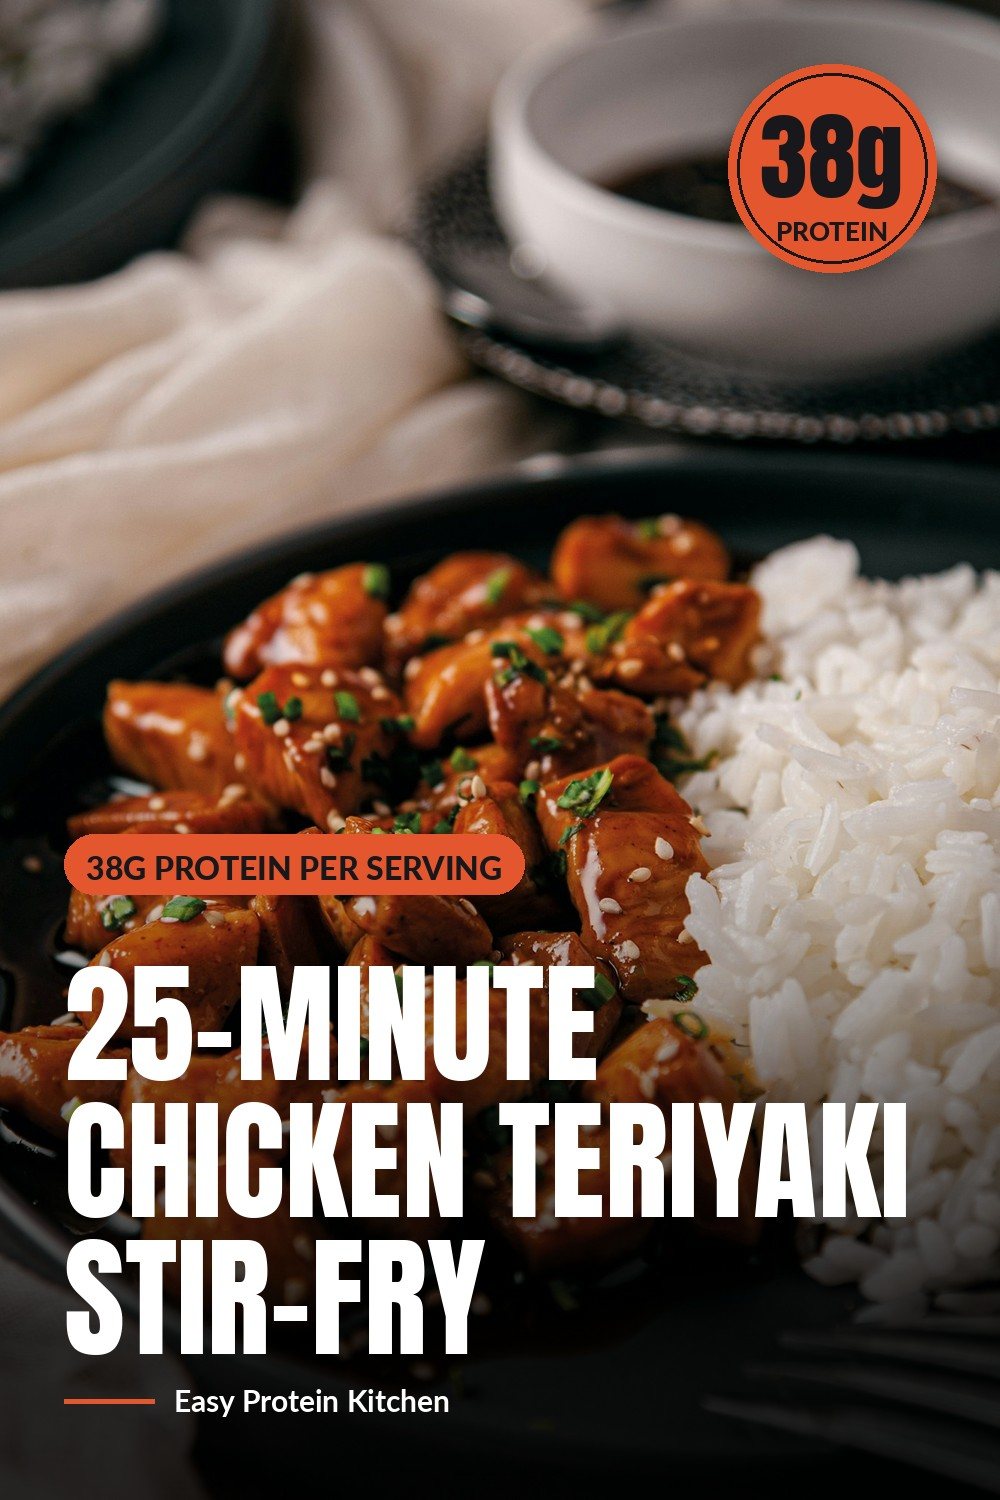 38g
PROTEIN
38G PROTEIN PER SERVING
25-MINUTE
CHICKEN TERIYAKI
STIR-FRY
Easy Protein Kitchen